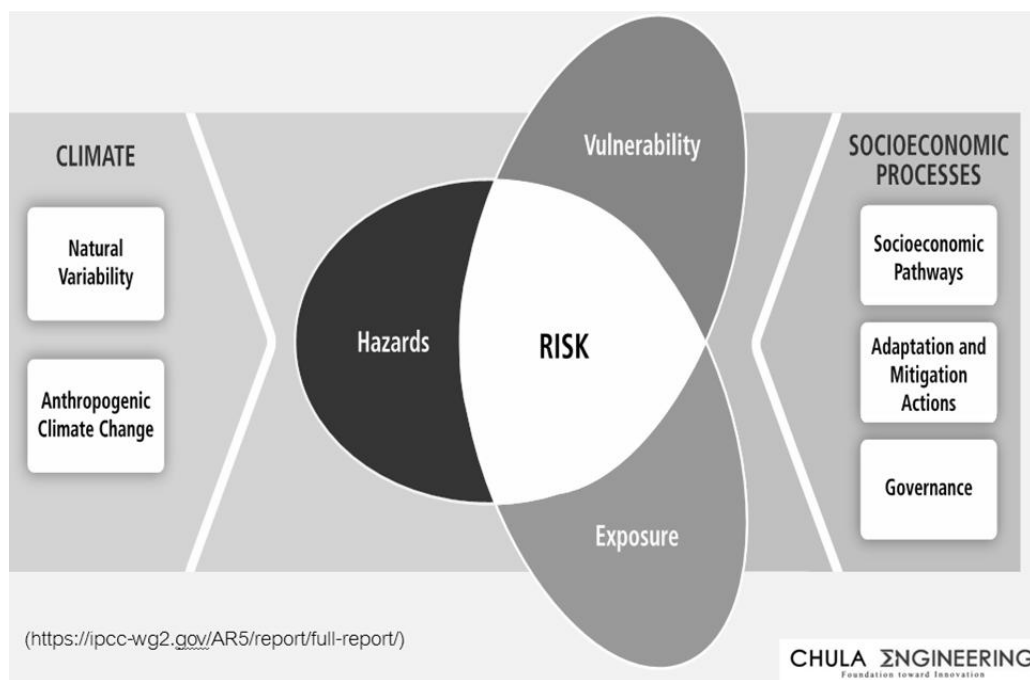 CLIMATE
Natural
Variability
Anthropogenic
Climate Change
Vulnerability
Hazards
RISK
Exposure
SOCIOECONOMIC
PROCESSES
Socioeconomic
Pathways
Adaptation and
Mitigation
Actions
Governance
(https://ipcc-wg2.gov/AR5/report/full-report/)
CHULA ΣNGINEERING
Foundation toward Innovation